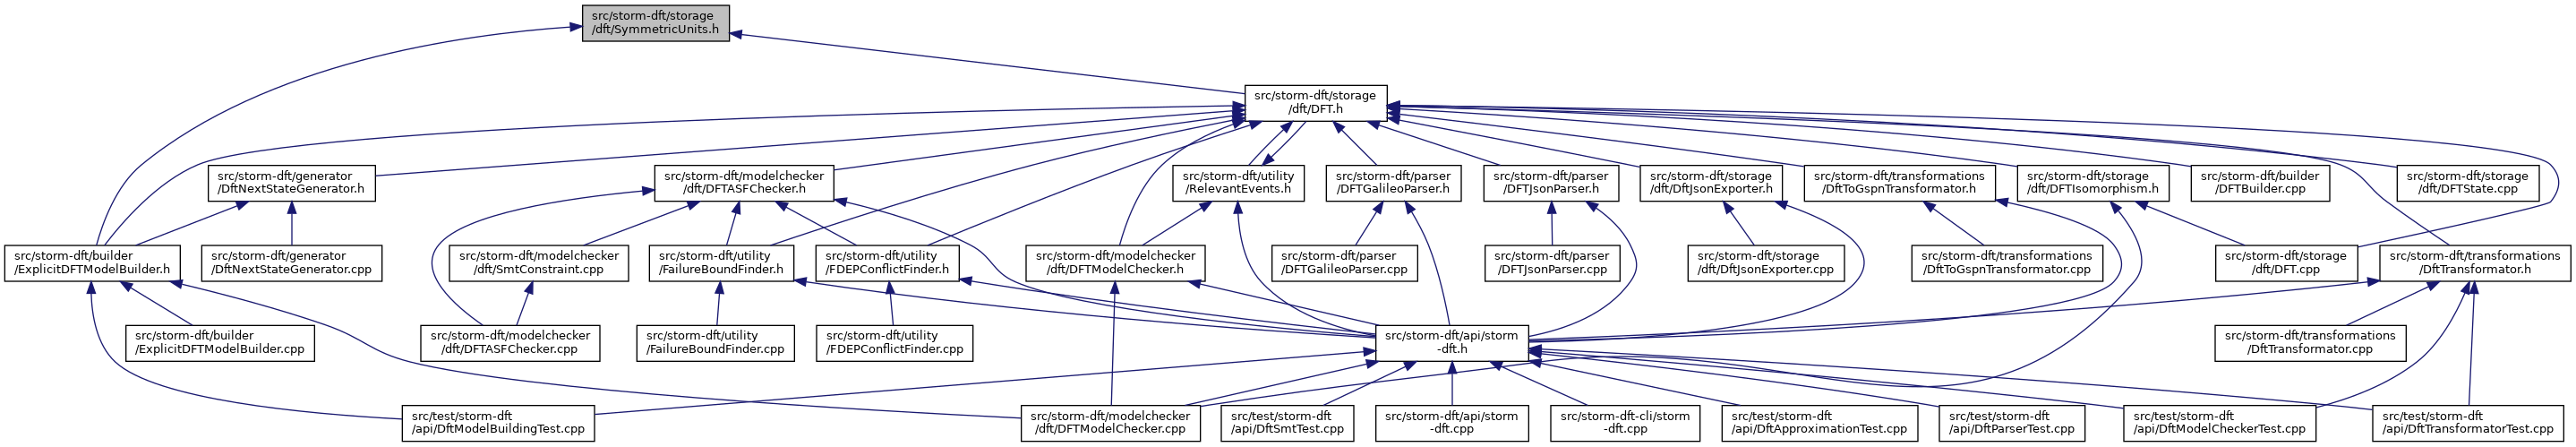 src/storm-dft/storage
/dft/SymmetricUnits.h
src/storm-dft/storage
/dft/DFT.h
src/storm-dft/generator
/DftNextStateGenerator.h
src/storm-dft/modelchecker
/dft/DFTASFChecker.h
src/storm-dft/utility
/RelevantEvents.h
src/storm-dft/parser
/DFTGalileoParser.h
src/storm-dft/parser
/DFTJsonParser.h
src/storm-dft/storage
/dft/DftJsonExporter.h
src/storm-dft/transformations
/DftToGspnTransformator.h
src/storm-dft/storage
/dft/DFTIsomorphism.h
src/storm-dft/builder
/DFTBuilder.cpp
src/storm-dft/storage
/dft/DFTState.cpp
src/storm-dft/builder
/ExplicitDFTModelBuilder.h
src/storm-dft/generator
/DftNextStateGenerator.cpp
src/storm-dft/modelchecker
/dft/SmtConstraint.cpp
src/storm-dft/utility
/FailureBoundFinder.h
src/storm-dft/utility
/FDEPConflictFinder.h
src/storm-dft/modelchecker
/dft/DFTModelChecker.h
src/storm-dft/parser
/DFTGalileoParser.cpp
src/storm-dft/parser
/DFTJsonParser.cpp
src/storm-dft/storage
/dft/DftJsonExporter.cpp
src/storm-dft/transformations
/DftToGspnTransformator.cpp
src/storm-dft/storage
/dft/DFT.cpp
src/storm-dft/transformations
/DftTransformator.h
src/storm-dft/builder
/ExplicitDFTModelBuilder.cpp
src/storm-dft/modelchecker
/dft/DFTASFChecker.cpp
src/storm-dft/utility
/FailureBoundFinder.cpp
src/storm-dft/utility
/FDEPConflictFinder.cpp
src/storm-dft/api/storm
-dft.h
src/storm-dft/transformations
/DftTransformator.cpp
src/test/storm-dft
/api/DftModelBuildingTest.cpp
src/storm-dft/modelchecker
/dft/DFTModelChecker.cpp
src/test/storm-dft
/api/DftSmtTest.cpp
src/storm-dft/api/storm
-dft.cpp
src/storm-dft-cli/storm
-dft.cpp
src/test/storm-dft
/api/DftApproximationTest.cpp
src/test/storm-dft
/api/DftParserTest.cpp
src/test/storm-dft
/api/DftModelCheckerTest.cpp
src/test/storm-dft
/api/DftTransformatorTest.cpp